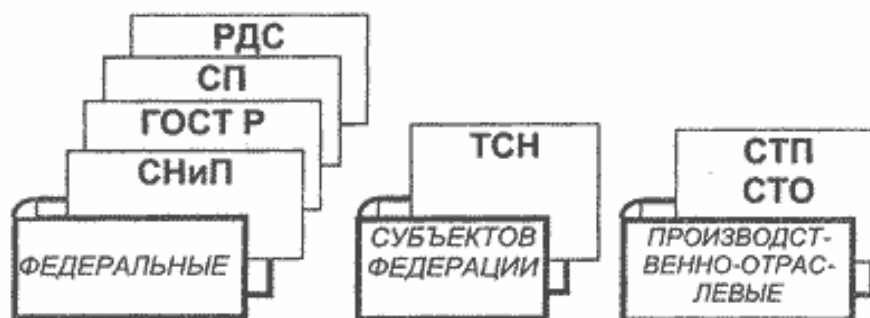 РДС
СП
ГОСТ Р
СНиП
ФЕДЕРАЛЬНЫЕ
ТСН
СУБЪЕКТОВ
ФЕДЕРАЦИИ
СТП
СТО
ПРОИЗВОДСТ-
ВЕННО-ОТРАС-
ЛЕВЫЕ